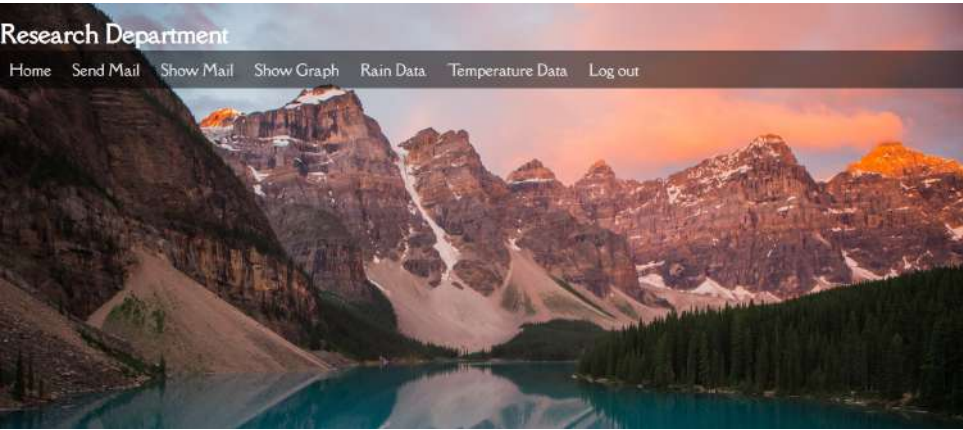 Research Department
Home Send Mail Show Mail Show Graph Rain Data Temperature Data Log out